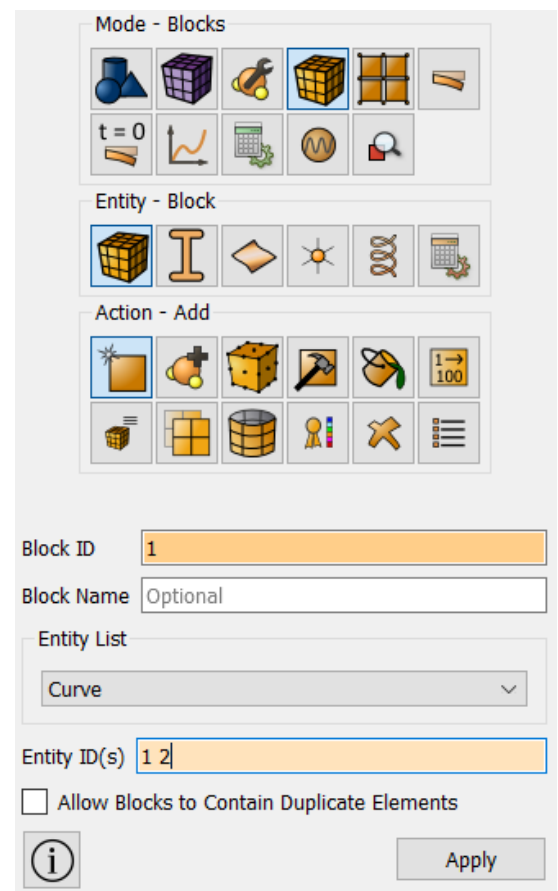 Mode - Blocks
t = 0
Entity - Block
Action - Add
1→
100
Block ID 1
Block Name Optional
Entity List
Curve
Entity ID(s) 1 2
Allow Blocks to Contain Duplicate Elements
i Apply